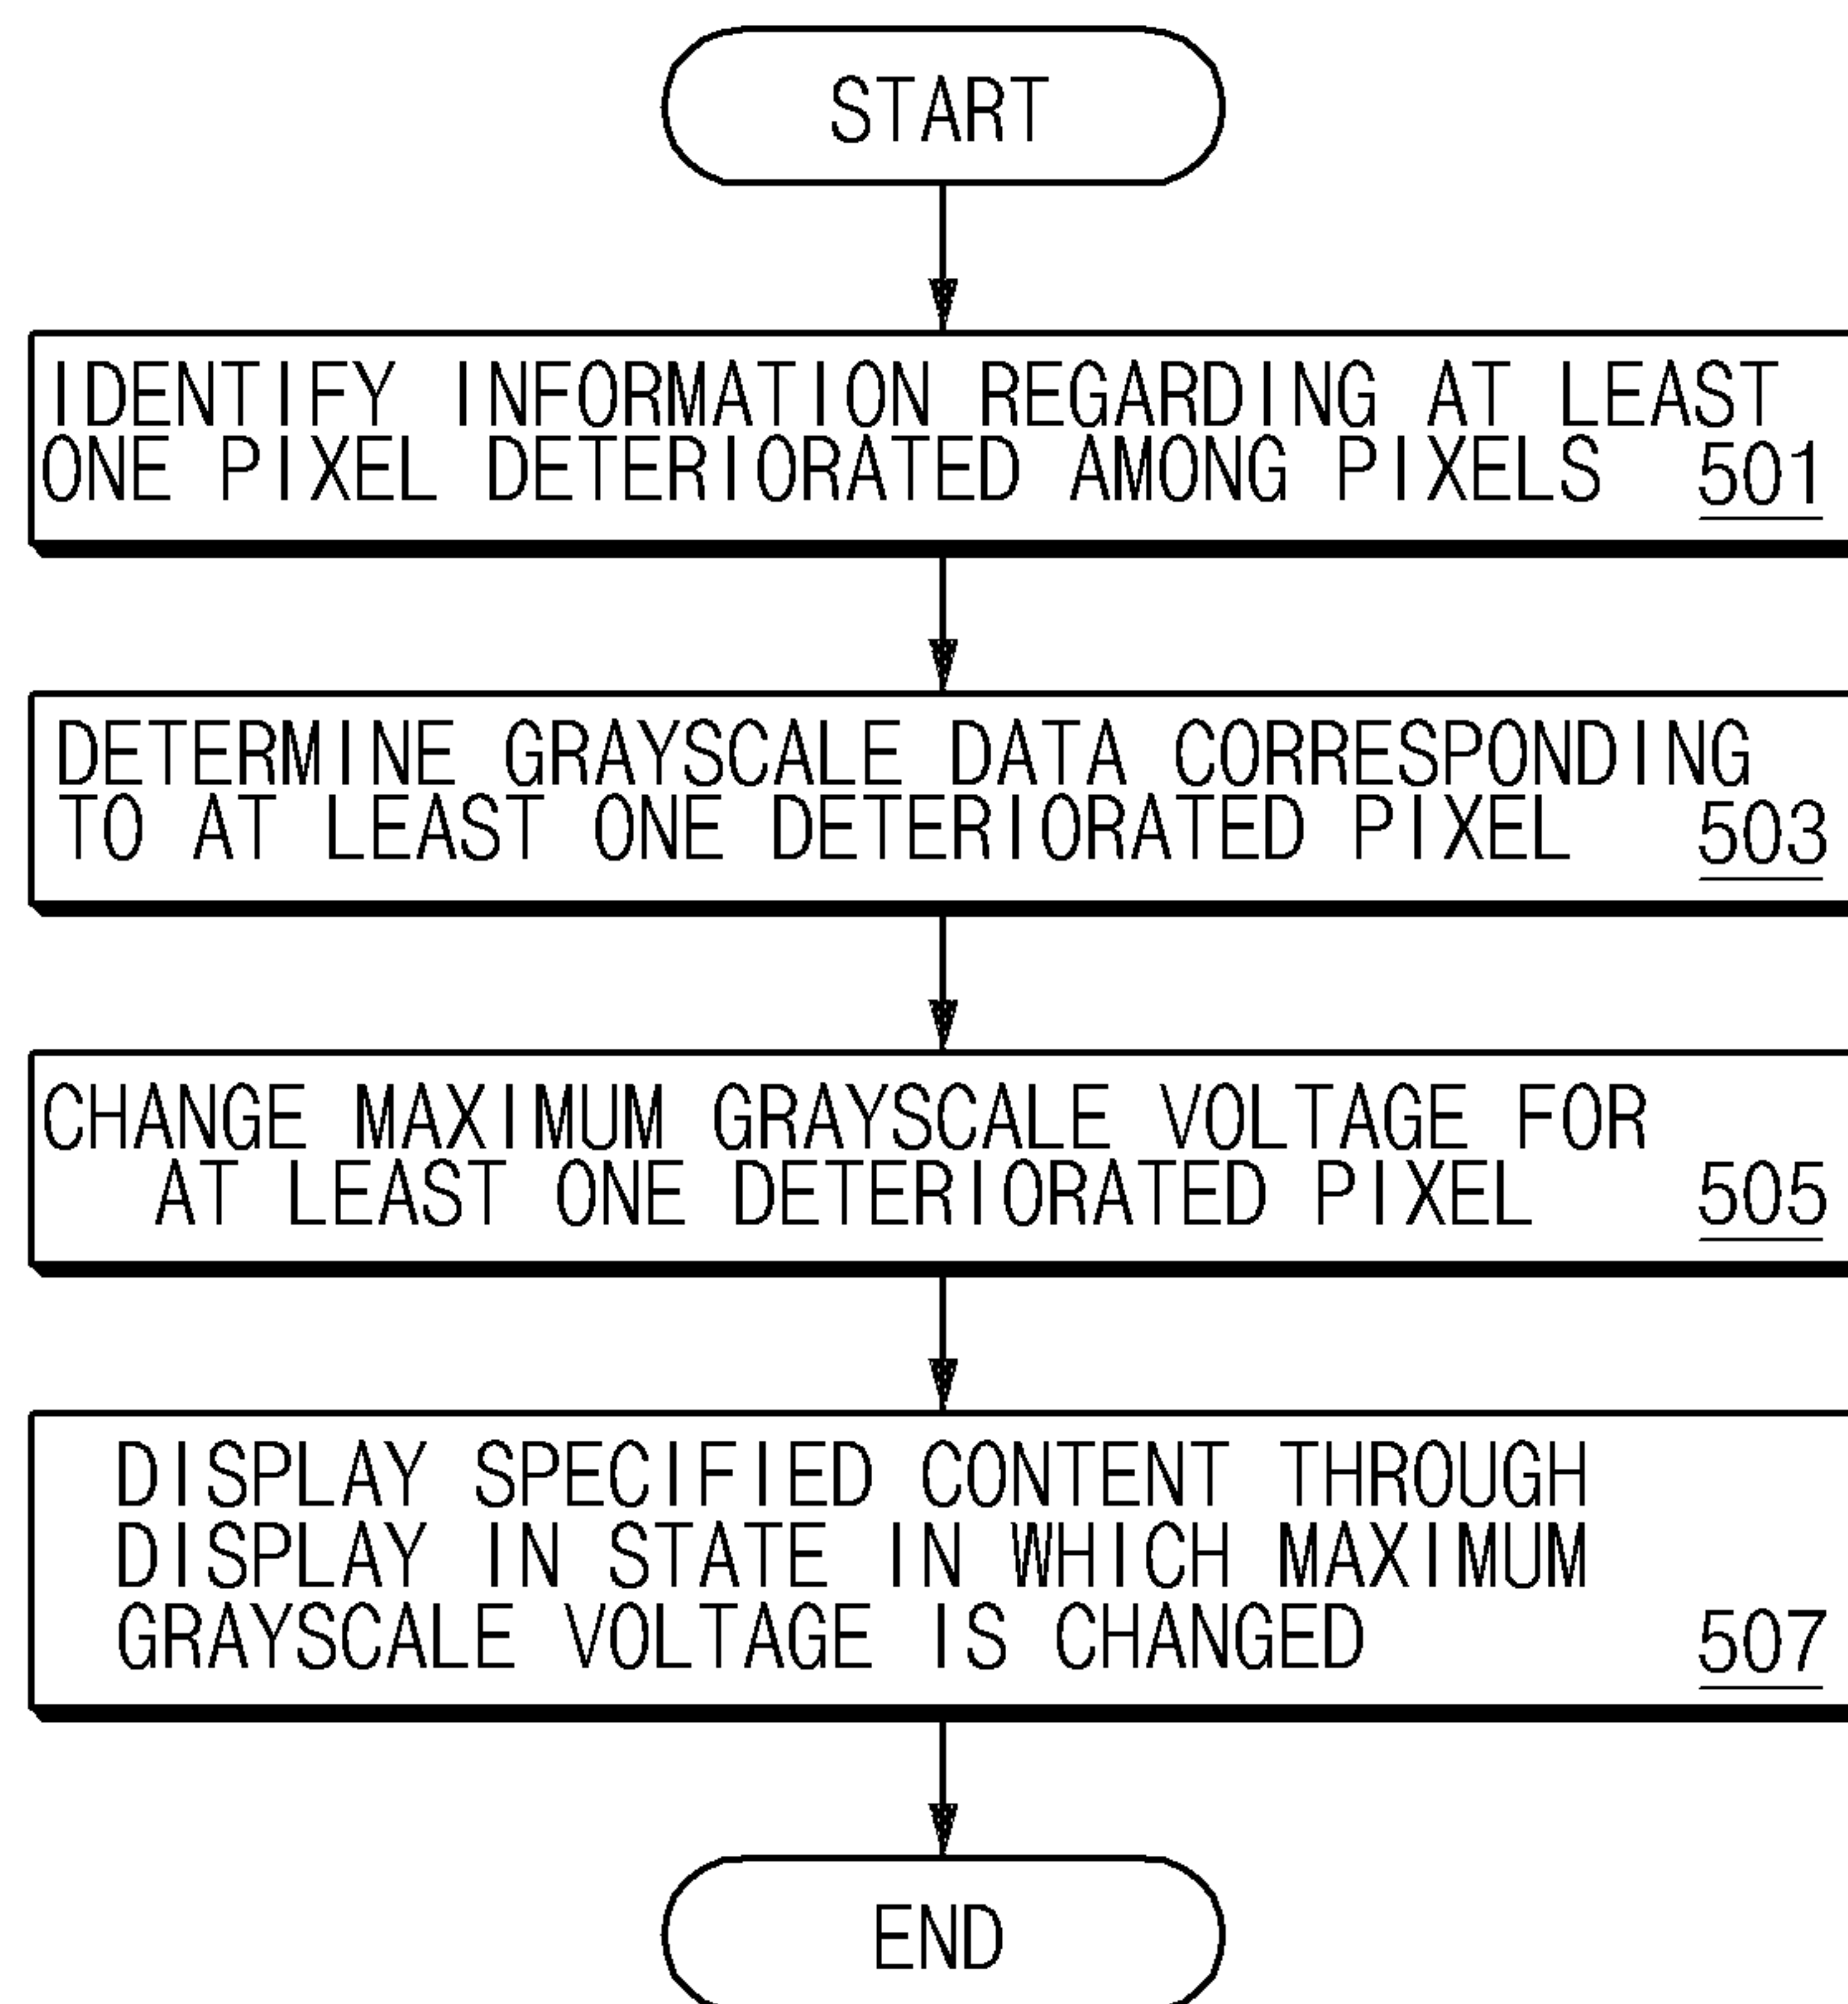 START
IDENTIFY INFORMATION REGARDING AT LEAST
ONE PIXEL DETERIORATED AMONG PIXELS 501
DETERMINE GRAYSCALE DATA CORRESPONDING
TO AT LEAST ONE DETERIORATED PIXEL 503
CHANGE MAXIMUM GRAYSCALE VOLTAGE FOR
AT LEAST ONE DETERIORATED PIXEL 505
DISPLAY SPECIFIED CONTENT THROUGH
DISPLAY IN STATE IN WHICH MAXIMUM
GRAYSCALE VOLTAGE IS CHANGED 507
END